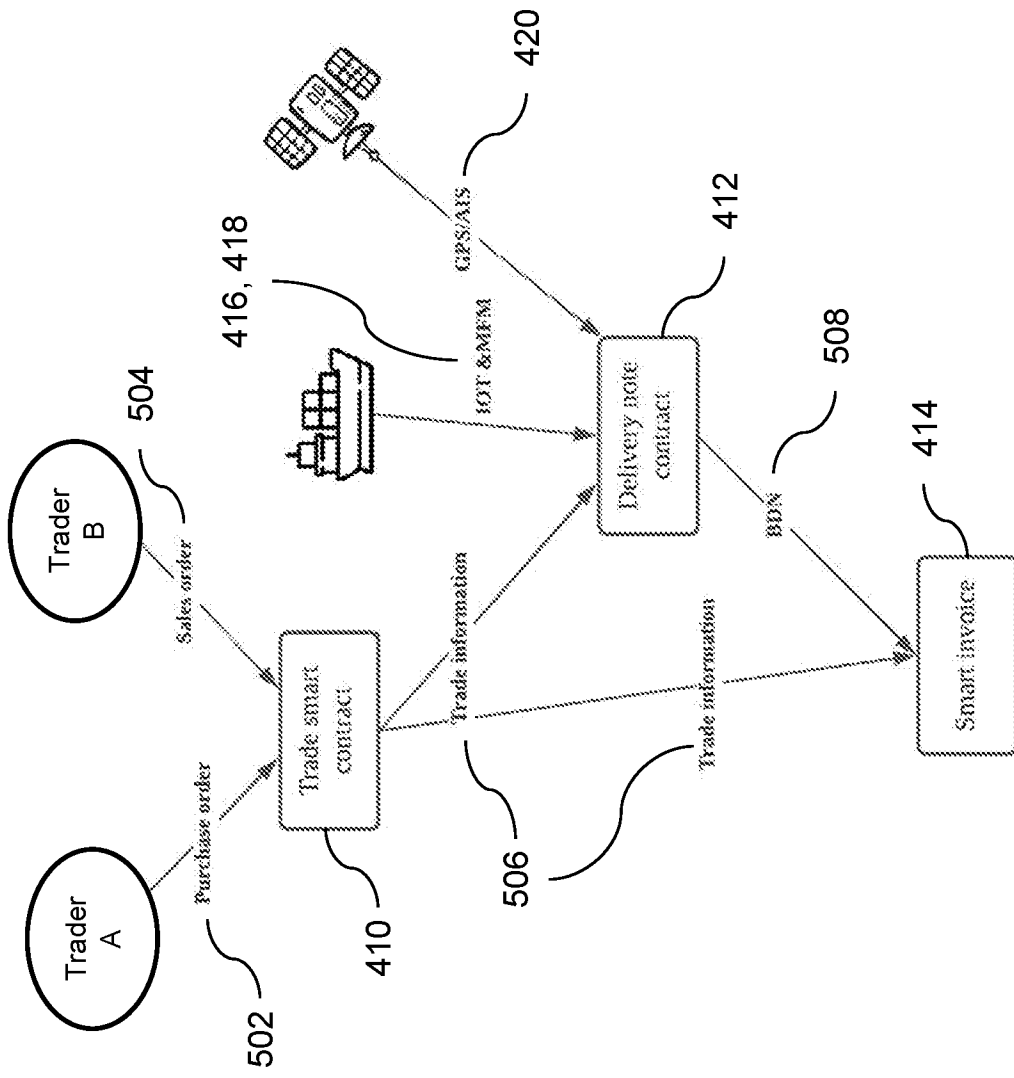 Trader
A
Trader
B
504
Purchase order
Sales order
502
416, 418
Trade smart
contract
410
GPS/AIS
420
IOT & MFM
Trade information
506
Delivery note
contract
412
Trade information
BDN
508
Smart invoice
414